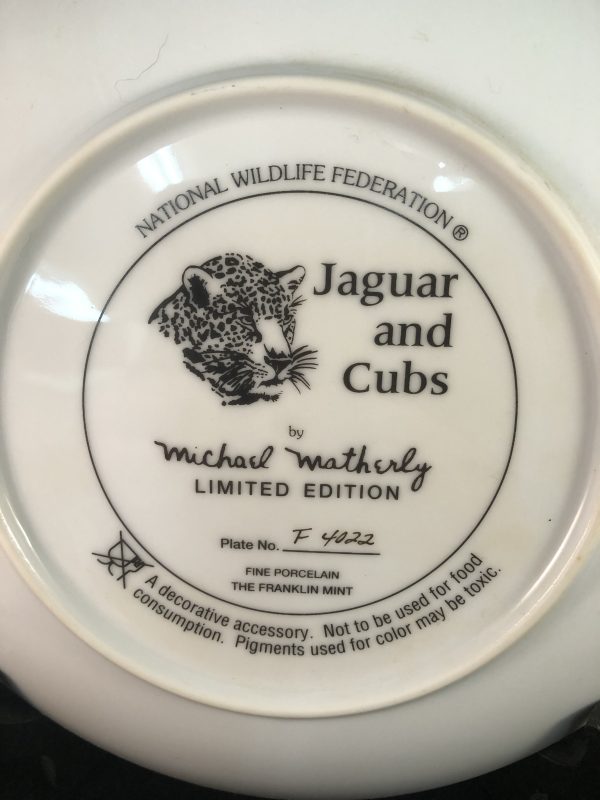 NATIONAL WILDLIFE FEDERATION ®
Jaguar
and
Cubs
by
Michael Matherly
LIMITED EDITION
Plate No. F 4022
FINE PORCELAIN
THE FRANKLIN MINT
A decorative accessory. Not to be used for food
consumption. Pigments used for color may be toxic.